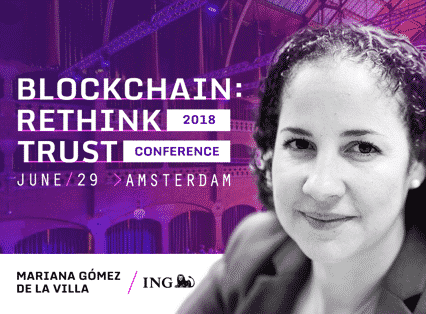 BLOCKCHAIN:
RETHINK 2018
TRUST CONFERENCE
JUNE/29 >AMSTERDAM
MARIANA GÓMEZ
DE LA VILLA / ING